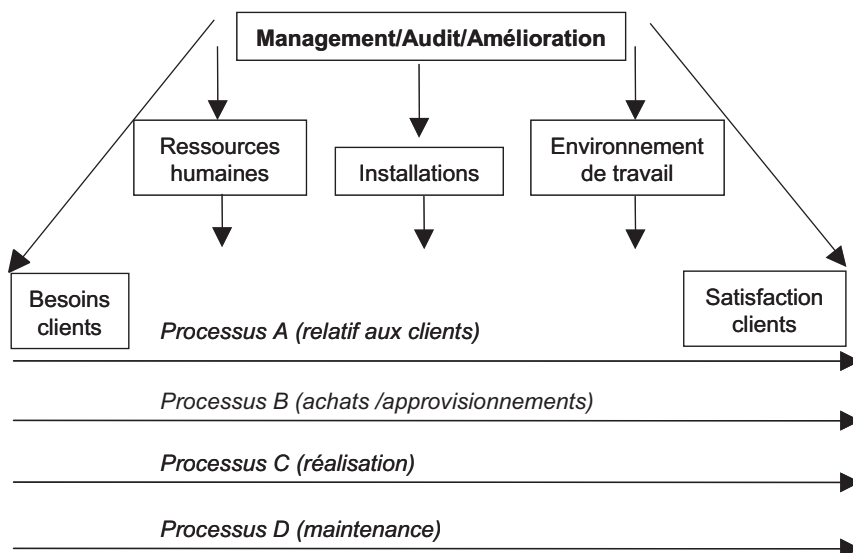 Management/Audit/Amélioration
Ressources
humaines
Installations
Environnement
de travail
Besoins
clients
Satisfaction
clients
Processus A (relatif aux clients)
Processus B (achats /approvisionnements)
Processus C (réalisation)
Processus D (maintenance)